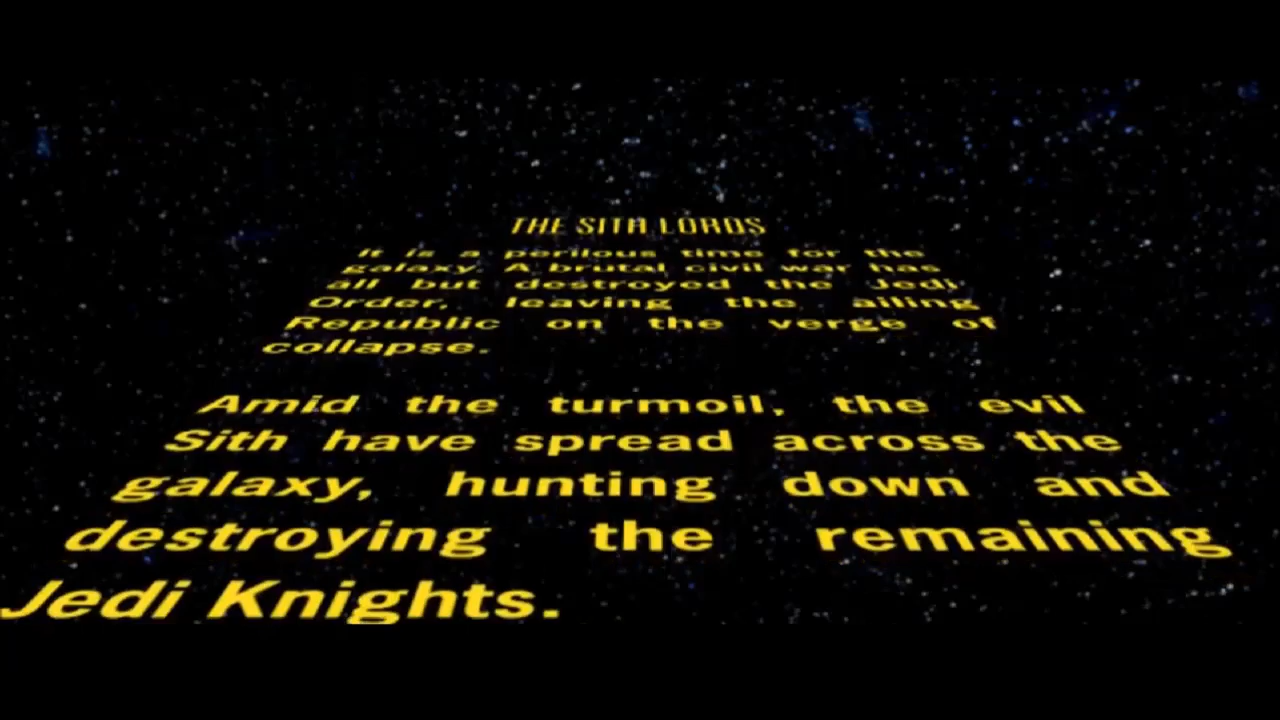 THE SITH LORDS
It is a perilous time for the
galaxy. A brutal civil war has
all but destroyed the Jedi
Order, leaving the ailing
Republic on the verge of
collapse.
Amid the turmoil, the evil
Sith have spread across the
galaxy, hunting down and
destroying the remaining
Jedi Knights.